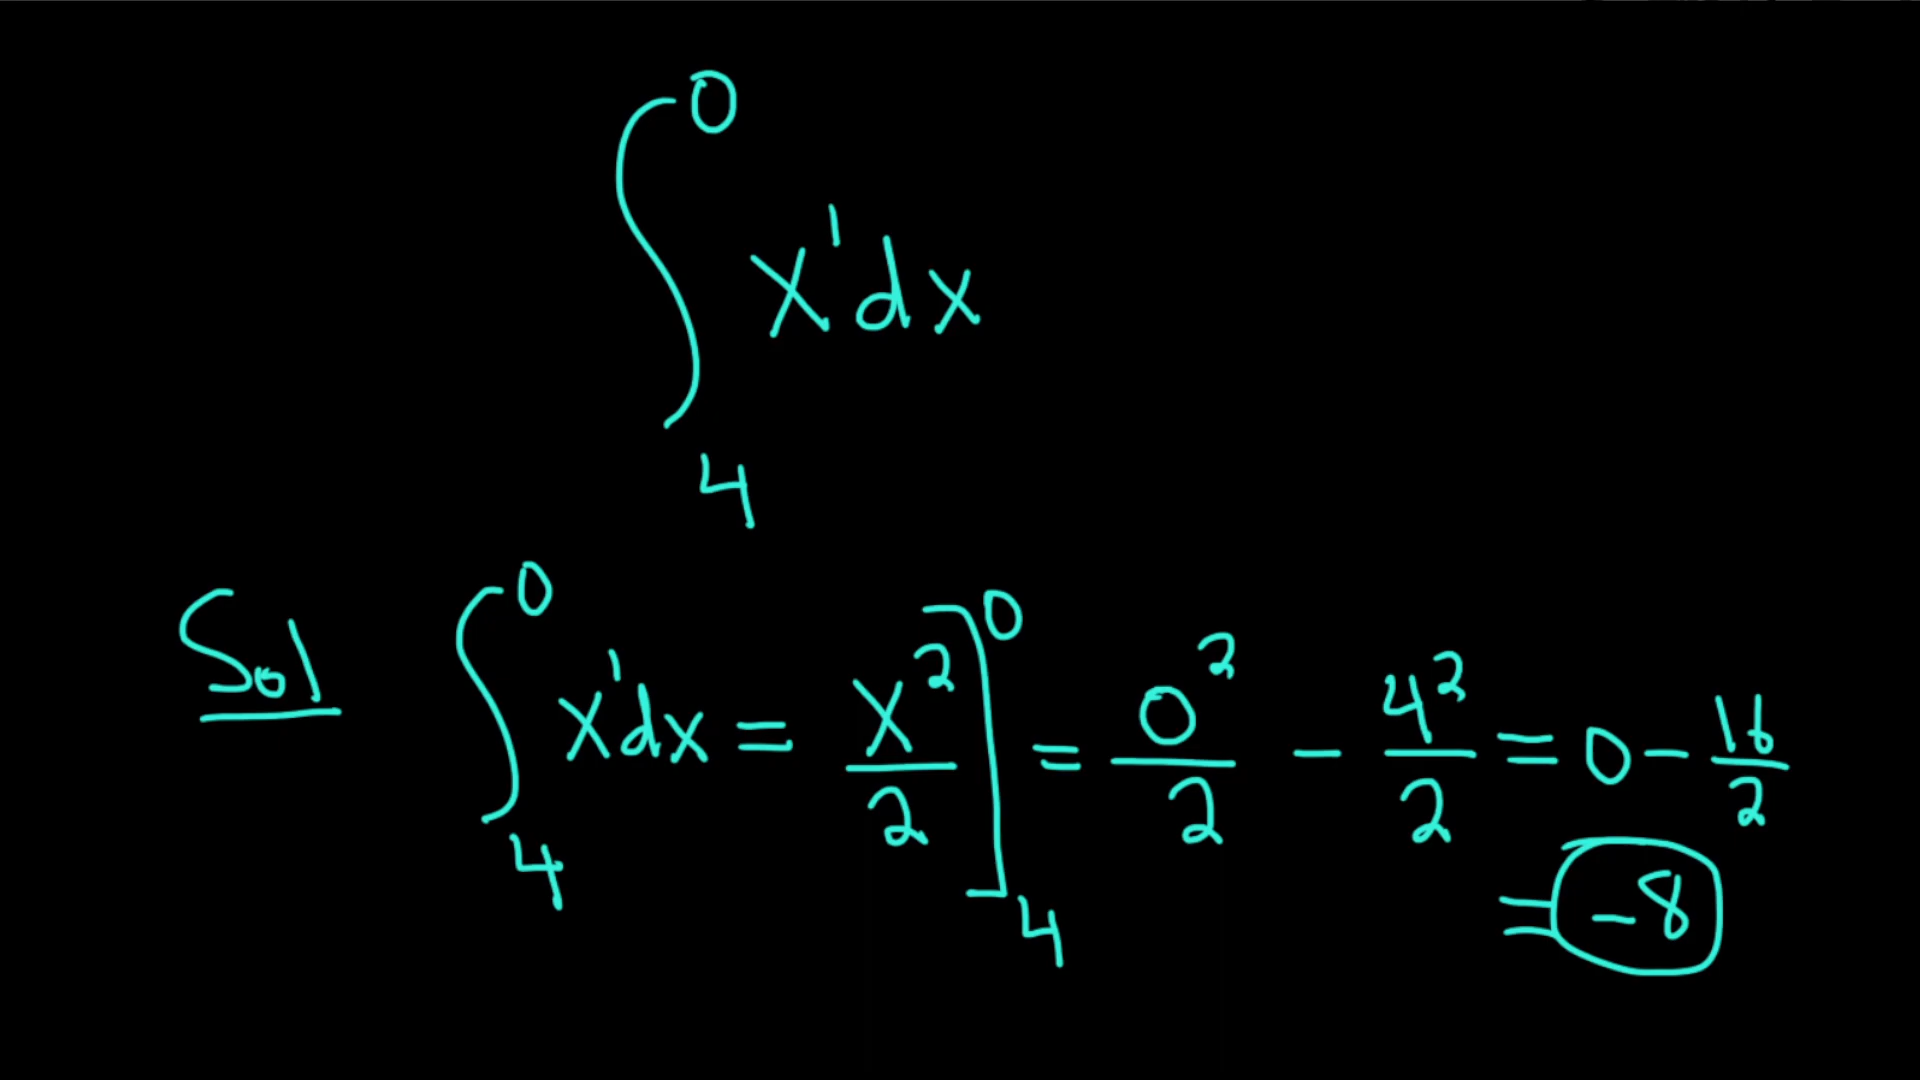 ∫₄⁰ x¹dx
Sol ∫₄⁰ x¹dx = x²/2 ]₄⁰ = 0²/2 − 4²/2 = 0 − 16/2
= −8